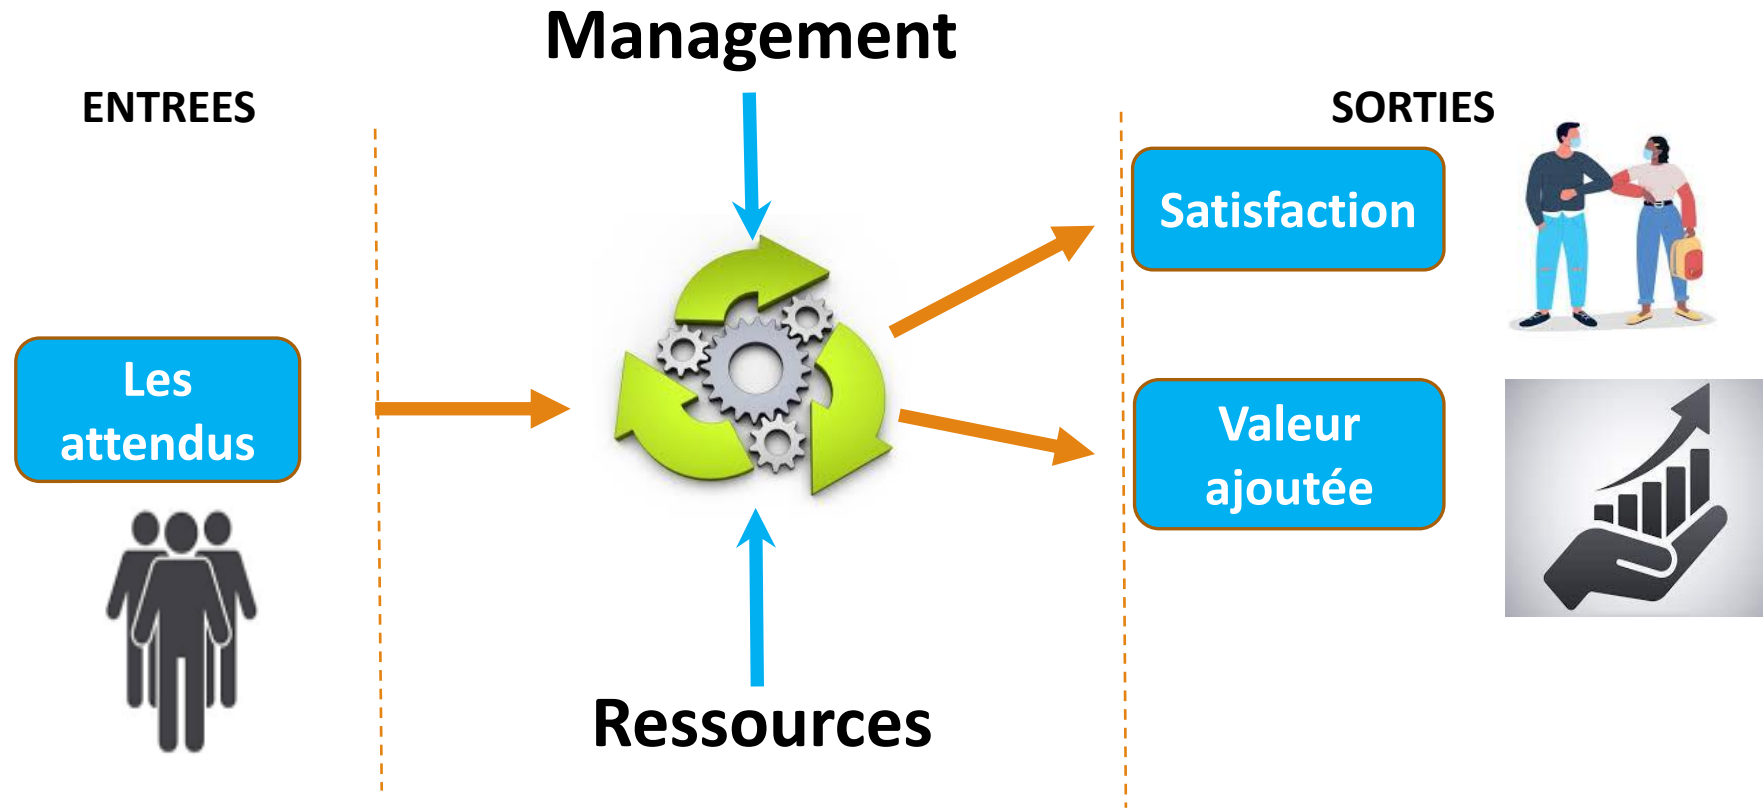 Management
ENTREES
SORTIES
Satisfaction
Les
attendus
Valeur
ajoutée
Ressources